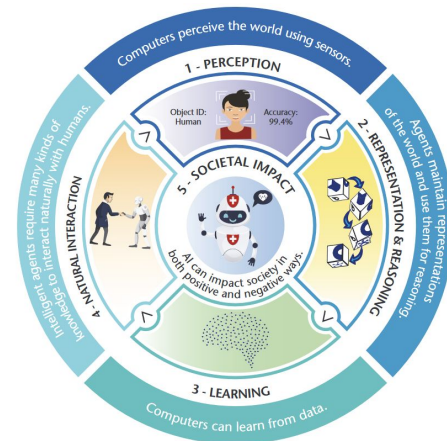 Computers perceive the world using sensors.
1 - PERCEPTION
Object ID:
Human
Accuracy:
99.4%
Agents maintain representations
of the world and use them for reasoning.
2 - REPRESENTATION & REASONING
3 - LEARNING
Computers can learn from data.
4 - NATURAL INTERACTION
Intelligent agents require many kinds of
knowledge to interact naturally with humans.
5 - SOCIETAL IMPACT
AI can impact society in
both positive and negative ways.